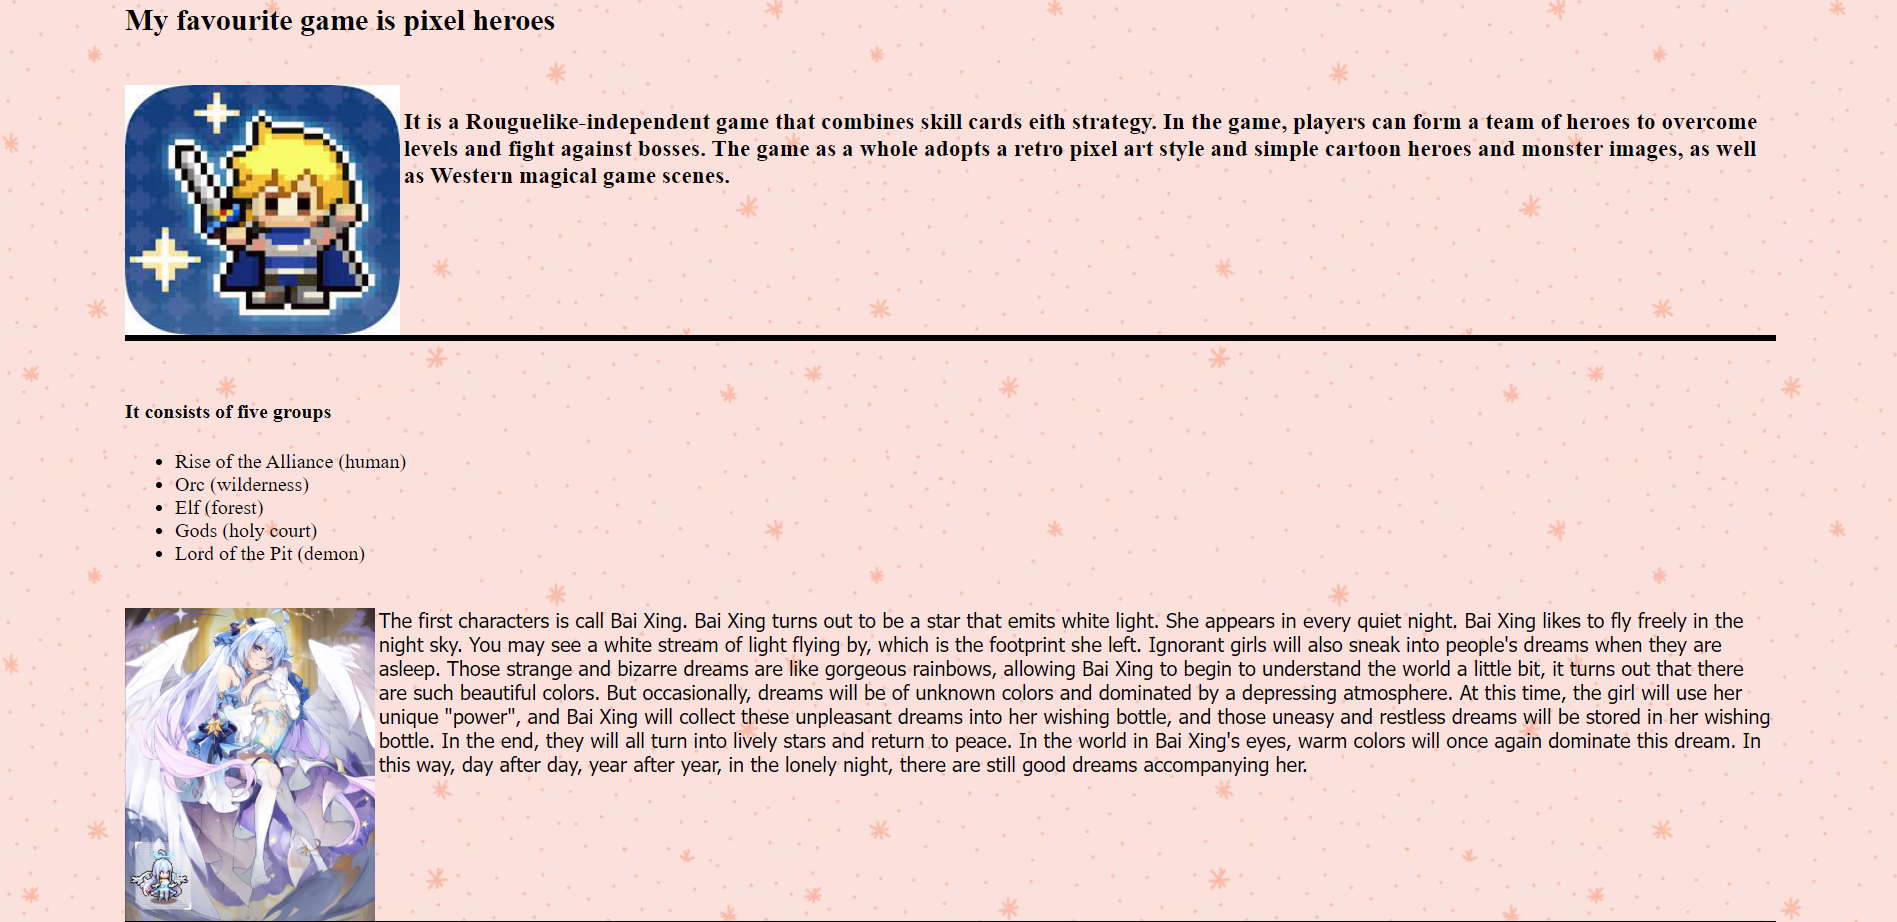 My favourite game is pixel heroes
It is a Rouguelike-independent game that combines skill cards eith strategy. In the game, players can form a team of heroes to overcome
levels and fight against bosses. The game as a whole adopts a retro pixel art style and simple cartoon heroes and monster images, as well
as Western magical game scenes.
It consists of five groups
• Rise of the Alliance (human)
• Orc (wilderness)
• Elf (forest)
• Gods (holy court)
• Lord of the Pit (demon)
The first characters is call Bai Xing. Bai Xing turns out to be a star that emits white light. She appears in every quiet night. Bai Xing likes to fly freely in the
night sky. You may see a white stream of light flying by, which is the footprint she left. Ignorant girls will also sneak into people's dreams when they are
asleep. Those strange and bizarre dreams are like gorgeous rainbows, allowing Bai Xing to begin to understand the world a little bit, it turns out that there
are such beautiful colors. But occasionally, dreams will be of unknown colors and dominated by a depressing atmosphere. At this time, the girl will use her
unique "power", and Bai Xing will collect these unpleasant dreams into her wishing bottle, and those uneasy and restless dreams will be stored in her wishing
bottle. In the end, they will all turn into lively stars and return to peace. In the world in Bai Xing's eyes, warm colors will once again dominate this dream. In
this way, day after day, year after year, in the lonely night, there are still good dreams accompanying her.